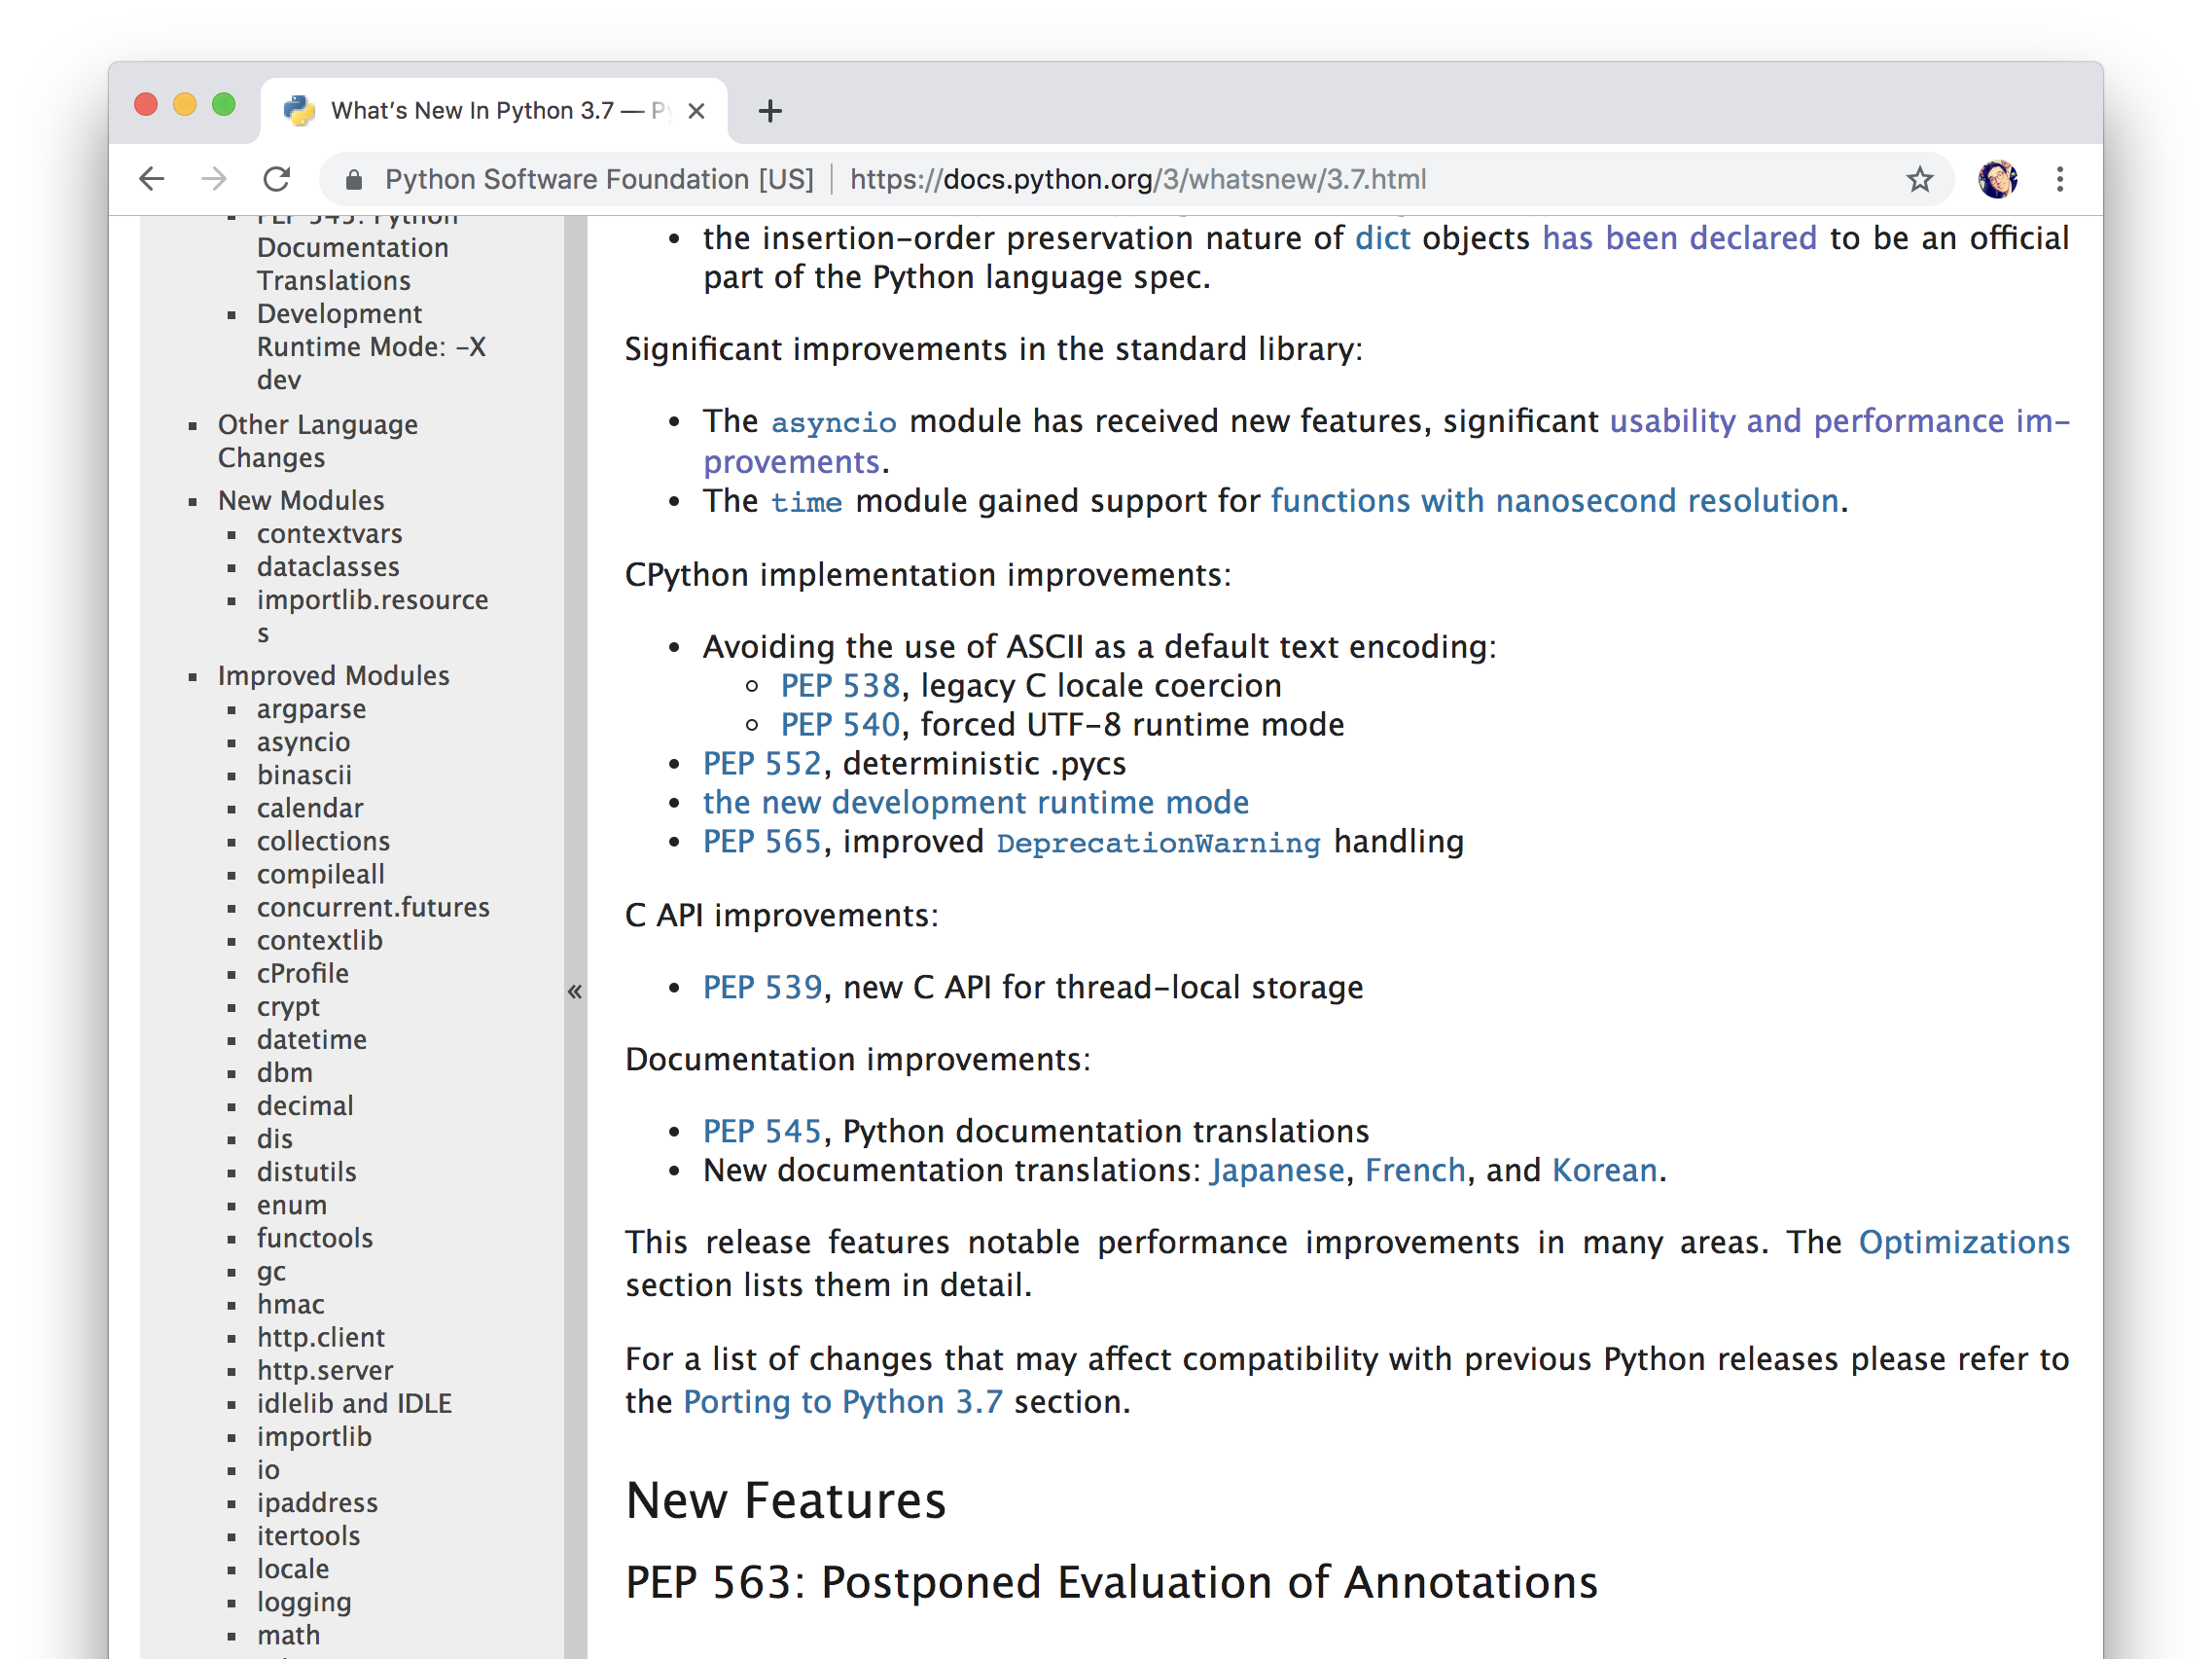 What's New In Python 3.7 — P
Python Software Foundation [US] | https://docs.python.org/3/whatsnew/3.7.html
PEP 545: Python
Documentation
Translations
Development
Runtime Mode: -X
dev
Other Language
Changes
New Modules
contextvars
dataclasses
importlib.resource
s
Improved Modules
argparse
asyncio
binascii
calendar
collections
compileall
concurrent.futures
contextlib
cProfile
crypt
datetime
dbm
decimal
dis
distutils
enum
functools
gc
hmac
http.client
http.server
idlelib and IDLE
importlib
io
ipaddress
itertools
locale
logging
math
«
• the insertion-order preservation nature of dict objects has been declared to be an official
part of the Python language spec.
Significant improvements in the standard library:
• The asyncio module has received new features, significant usability and performance im-
provements.
• The time module gained support for functions with nanosecond resolution.
CPython implementation improvements:
• Avoiding the use of ASCII as a default text encoding:
PEP 538, legacy C locale coercion
PEP 540, forced UTF-8 runtime mode
• PEP 552, deterministic .pycs
• the new development runtime mode
• PEP 565, improved DeprecationWarning handling
C API improvements:
• PEP 539, new C API for thread-local storage
Documentation improvements:
• PEP 545, Python documentation translations
• New documentation translations: Japanese, French, and Korean.
This release features notable performance improvements in many areas. The Optimizations
section lists them in detail.
For a list of changes that may affect compatibility with previous Python releases please refer to
the Porting to Python 3.7 section.
New Features
PEP 563: Postponed Evaluation of Annotations